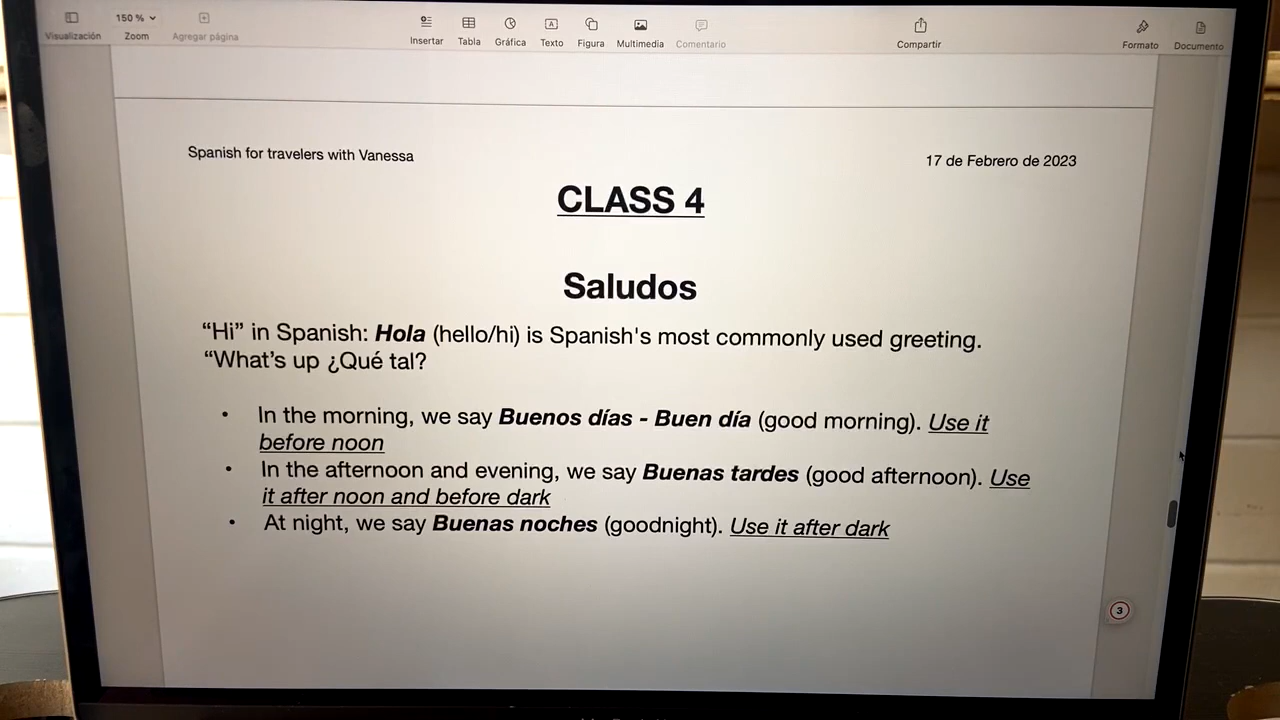 150 %
Visualización
Zoom
Agregar página
Insertar
Tabla
Gráfica
Texto
Figura
Multimedia
Comentario
Compartir
Formato
Documento
Spanish for travelers with Vanessa
17 de Febrero de 2023
CLASS 4
Saludos
“Hi” in Spanish: Hola (hello/hi) is Spanish's most commonly used greeting.
“What’s up ¿Qué tal?
• In the morning, we say Buenos días - Buen día (good morning). Use it
before noon
• In the afternoon and evening, we say Buenas tardes (good afternoon). Use
it after noon and before dark
• At night, we say Buenas noches (goodnight). Use it after dark
3